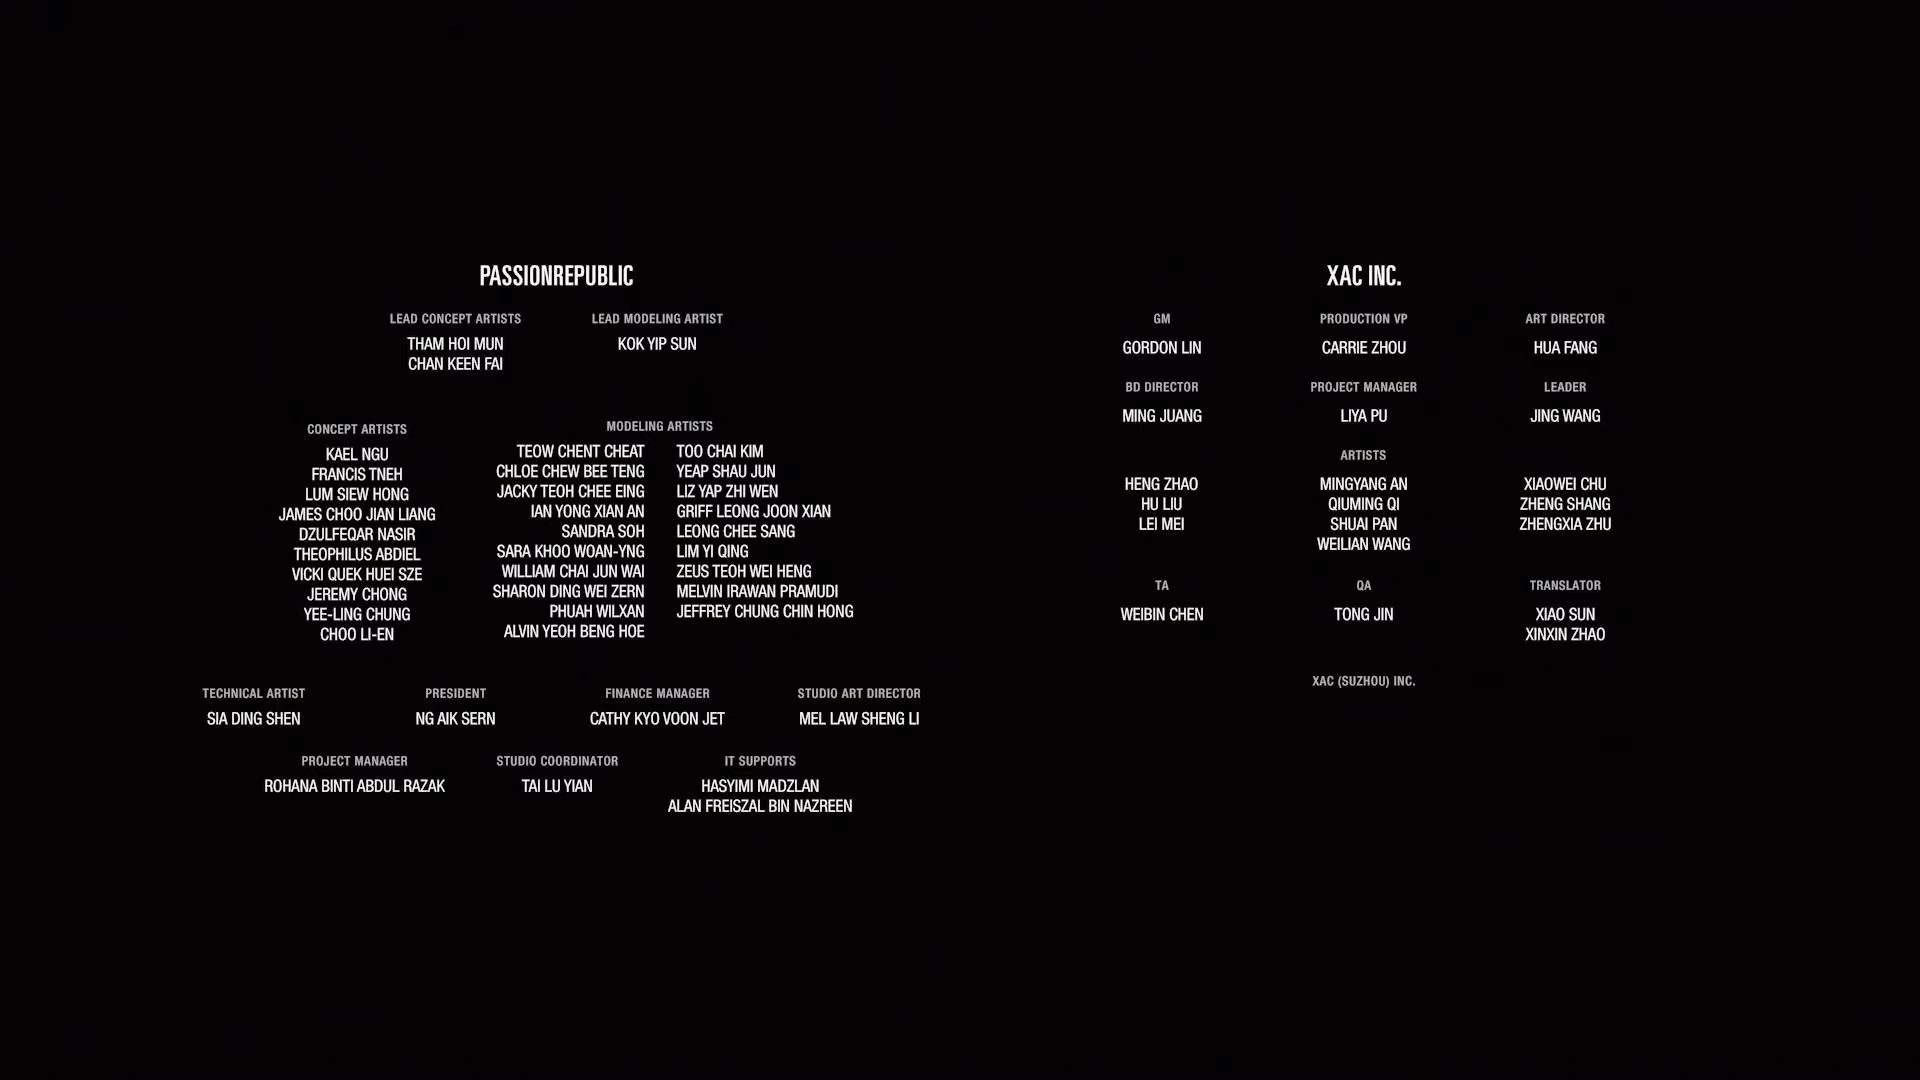 PASSIONREPUBLIC
LEAD CONCEPT ARTISTS
THAM HOI MUN
CHAN KEEN FAI
LEAD MODELING ARTIST
KOK YIP SUN
CONCEPT ARTISTS
KAEL NGU
FRANCIS TNEH
LUM SIEW HONG
JAMES CHOO JIAN LIANG
DZULFEQAR NASIR
THEOPHILUS ABDIEL
VICKI QUEK HUEI SZE
JEREMY CHONG
YEE-LING CHUNG
CHOO LI-EN
MODELING ARTISTS
TEOW CHENT CHEAT
CHLOE CHEW BEE TENG
JACKY TEOH CHEE EING
IAN YONG XIAN AN
SANDRA SOH
SARA KHOO WOAN-YNG
WILLIAM CHAI JUN WAI
SHARON DING WEI ZERN
PHUAH WILXAN
ALVIN YEOH BENG HOE
TOO CHAI KIM
YEAP SHAU JUN
LIZ YAP ZHI WEN
GRIFF LEONG JOON XIAN
LEONG CHEE SANG
LIM YI QING
ZEUS TEOH WEI HENG
MELVIN IRAWAN PRAMUDI
JEFFREY CHUNG CHIN HONG
TECHNICAL ARTIST
SIA DING SHEN
PRESIDENT
NG AIK SERN
FINANCE MANAGER
CATHY KYO VOON JET
STUDIO ART DIRECTOR
MEL LAW SHENG LI
PROJECT MANAGER
ROHANA BINTI ABDUL RAZAK
STUDIO COORDINATOR
TAI LU YIAN
IT SUPPORTS
HASYIMI MADZLAN
ALAN FREISZAL BIN NAZREEN
XAC INC.
GM
GORDON LIN
PRODUCTION VP
CARRIE ZHOU
ART DIRECTOR
HUA FANG
BD DIRECTOR
MING JUANG
PROJECT MANAGER
LIYA PU
LEADER
JING WANG
ARTISTS
HENG ZHAO
HU LIU
LEI MEI
MINGYANG AN
QIUMING QI
SHUAI PAN
WEILIAN WANG
XIAOWEI CHU
ZHENG SHANG
ZHENGXIA ZHU
TA
WEIBIN CHEN
QA
TONG JIN
TRANSLATOR
XIAO SUN
XINXIN ZHAO
XAC (SUZHOU) INC.